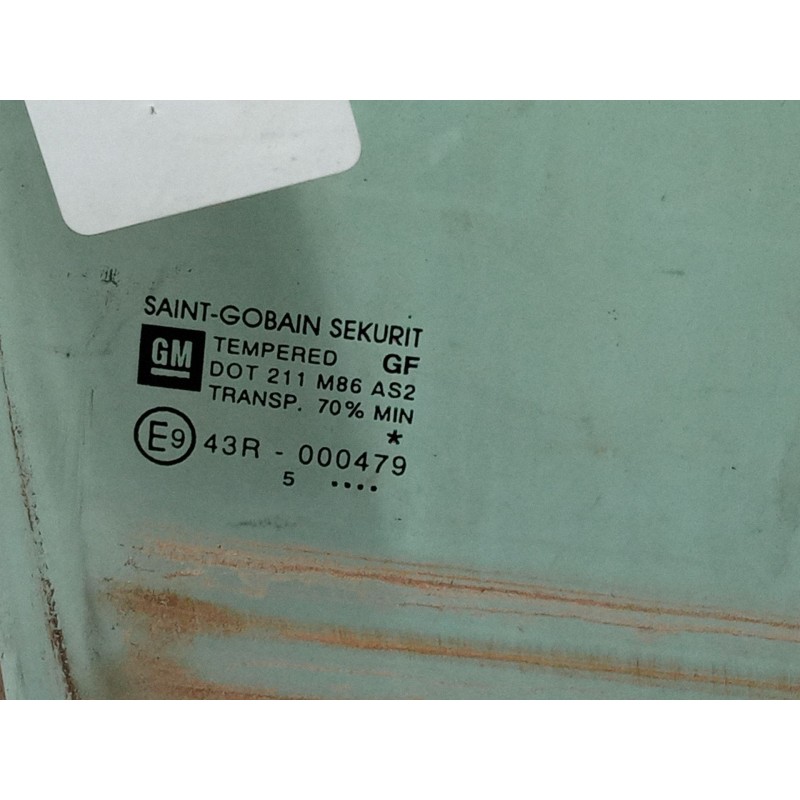 SAINT-GOBAIN SEKURIT
GM TEMPERED GF
DOT 211 M86 AS2
TRANSP. 70% MIN
*
E9 43R - 000479
5 ....